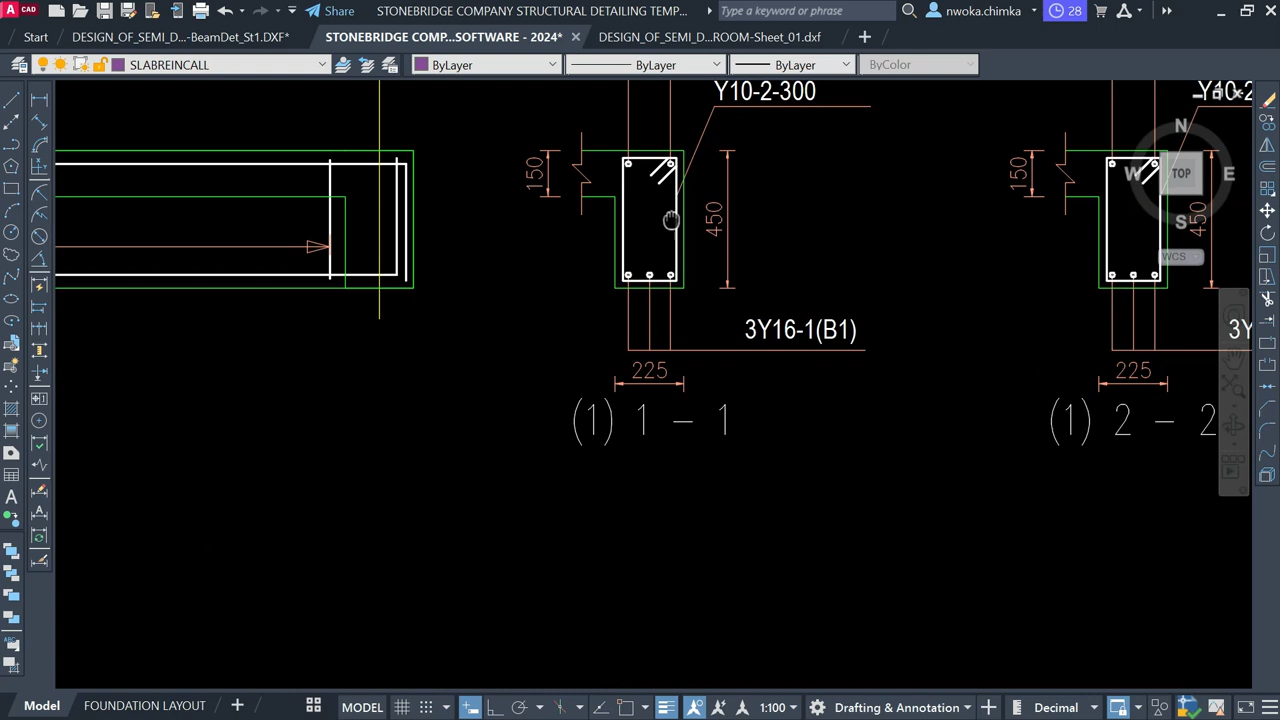 CAD Share STONEBRIDGE COMPANY STRUCTURAL DETAILING TEMP... Type a keyword or phrase nwoka.chimka 28
Start DESIGN_OF_SEMI_D...-BeamDet_St1.DXF* STONEBRIDGE COMP...SOFTWARE - 2024* DESIGN_OF_SEMI_D...ROOM-Sheet_01.dxf
SLABREINCALL ByLayer ByLayer ByLayer ByColor
Y10-2-300
N
W TOP E
S
WCS
150
450
150
450
3Y16-1(B1)
225
225
(1) 1 - 1
(1) 2 - 2
Model FOUNDATION LAYOUT MODEL 1:100 Drafting & Annotation Decimal